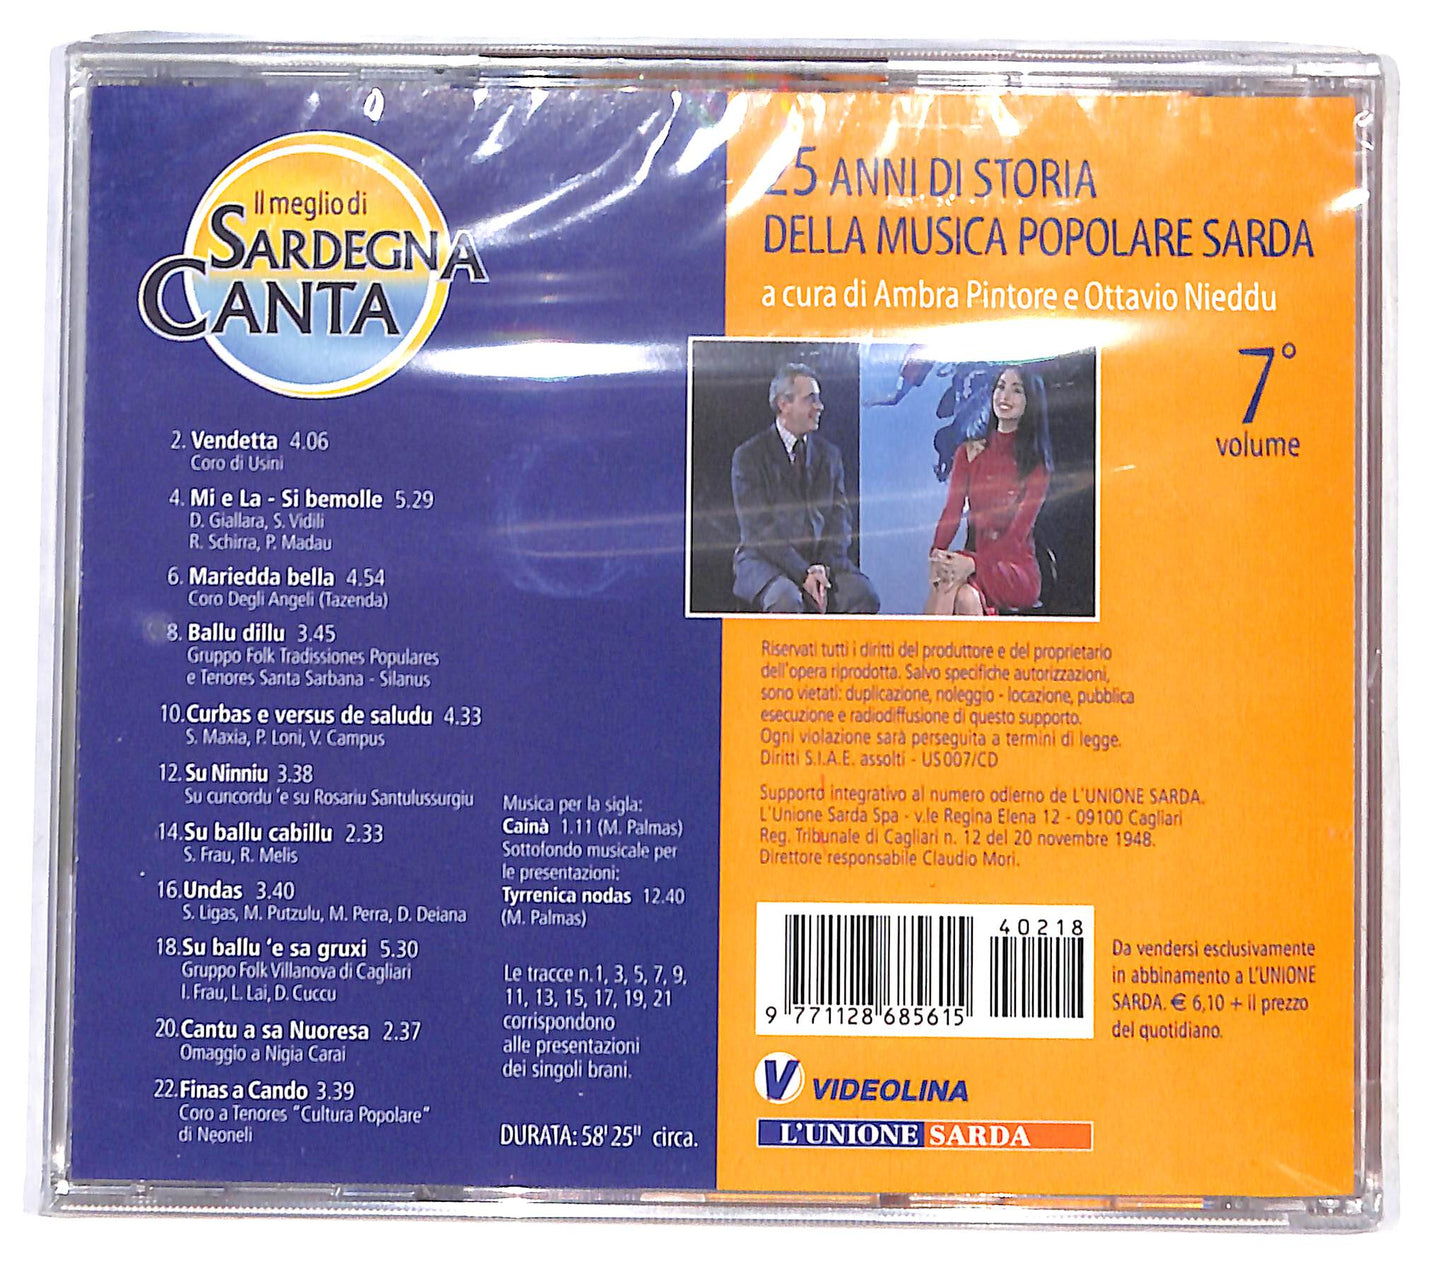 Il meglio di
SARDEGNA
CANTA
2. Vendetta 4.06
Coro di Usini
4. Mi e La - Si bemolle 5.29
D. Giallara, S. Vidili
R. Schirra, P. Madau
6. Mariedda bella 4.54
Coro Degli Angeli (Tazenda)
8. Ballu dillu 3.45
Gruppo Folk Tradissiones Populares
e Tenores Santa Sarbana - Silanus
10. Curbas e versus de saludu 4.33
S. Maxia, P. Loni, V. Campus
12. Su Ninniu 3.38
Su cuncordu 'e su Rosariu Santulussurgiu
14. Su ballu cabillu 2.33
S. Frau, R. Melis
16. Undas 3.40
S. Ligas, M. Putzulu, M. Perra, D. Deiana
18. Su ballu 'e sa gruxi 5.30
Gruppo Folk Villanova di Cagliari
I. Frau, L. Lai, D. Cuccu
20. Cantu a sa Nuoresa 2.37
Omaggio a Nigia Carai
22. Finas a Cando 3.39
Coro a Tenores "Cultura Popolare"
di Neoneli
Musica per la sigla:
Cainà 1.11 (M. Palmas)
Sottofondo musicale per
le presentazioni:
Tyrrenica nodas 12.40
(M. Palmas)
Le tracce n.1, 3, 5, 7, 9,
11, 13, 15, 17, 19, 21
corrispondono
alle presentazioni
dei singoli brani.
DURATA: 58' 25" circa.
25 ANNI DI STORIA
DELLA MUSICA POPOLARE SARDA
a cura di Ambra Pintore e Ottavio Nieddu
7°
volume
Riservati tutti i diritti del produttore e del proprietario
dell'opera riprodotta. Salvo specifiche autorizzazioni,
sono vietati: duplicazione, noleggio - locazione, pubblica
esecuzione e radiodiffusione di questo supporto.
Ogni violazione sarà perseguita a termini di legge.
Diritti S.I.A.E. assolti - US007/CD
Supporto integrativo al numero odierno de L'UNIONE SARDA.
L'Unione Sarda Spa - v.le Regina Elena 12 - 09100 Cagliari
Reg. Tribunale di Cagliari n. 12 del 20 novembre 1948.
Direttore responsabile Claudio Mori.
40218
9 771128 685615
Da vendersi esclusivamente
in abbinamento a L'UNIONE
SARDA. € 6,10 + il prezzo
del quotidiano.
V VIDEOLINA
L'UNIONE SARDA